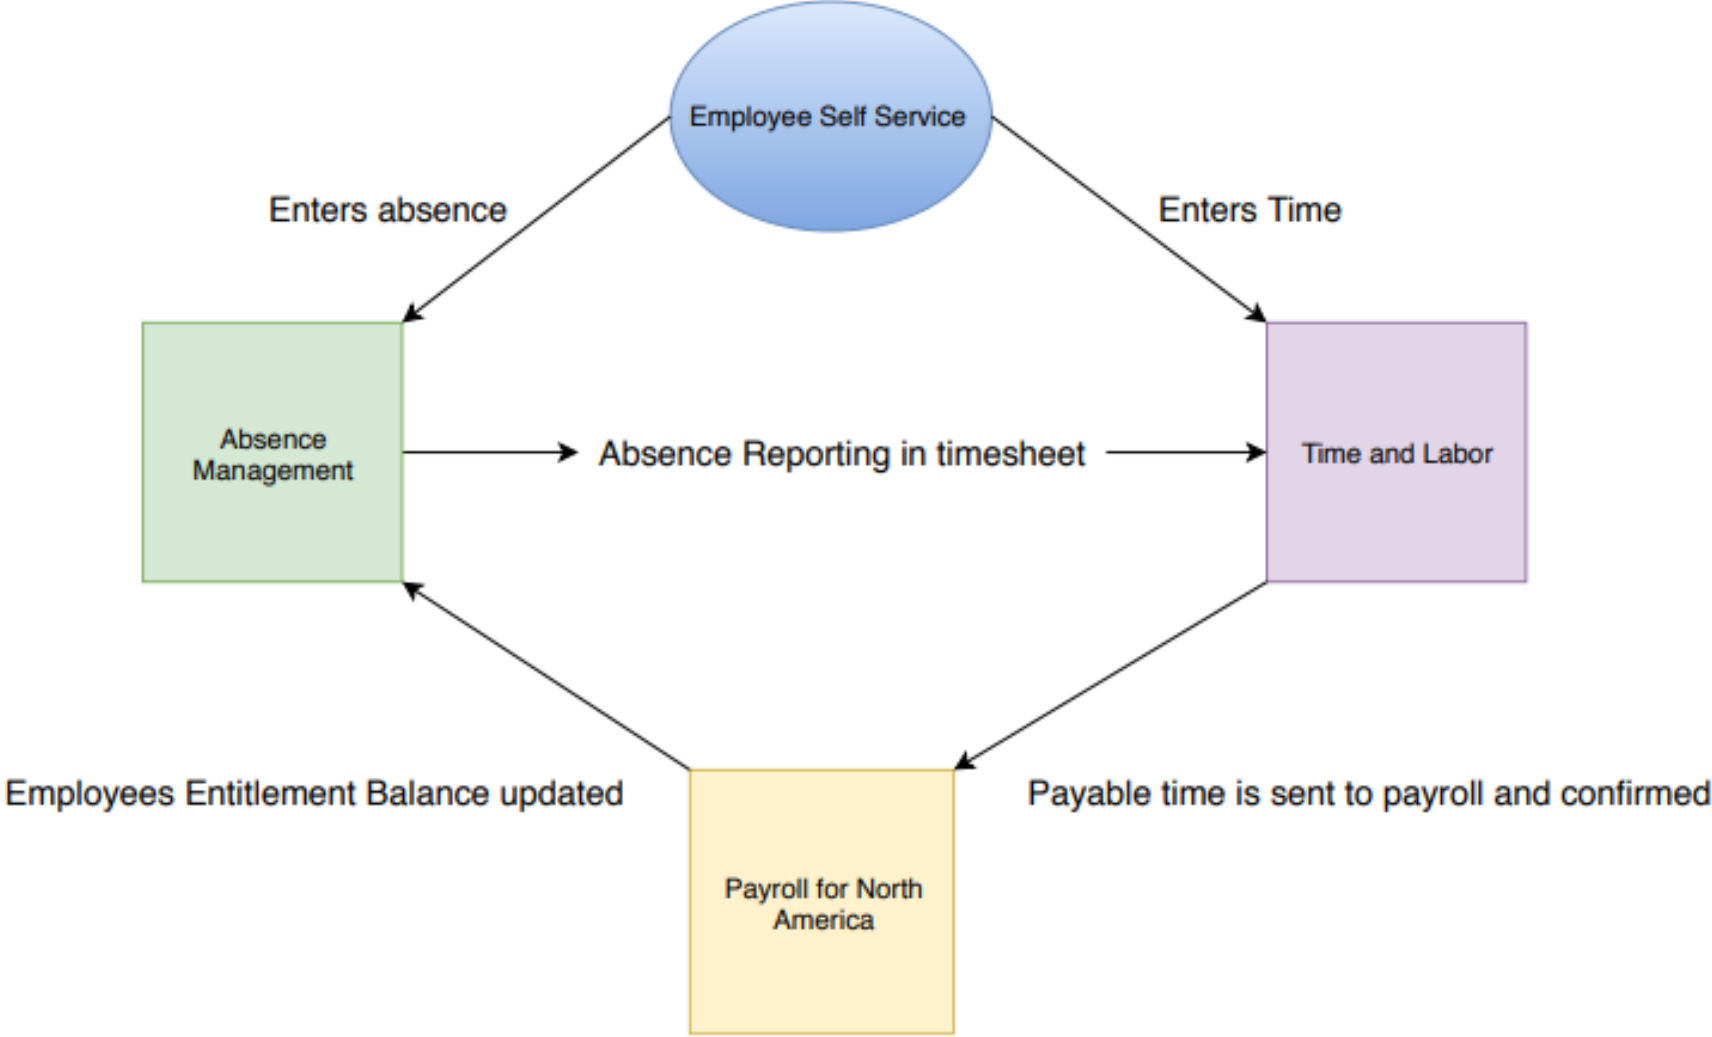 Employee Self Service
Enters absence
Enters Time
Absence
Management
Absence Reporting in timesheet
Time and Labor
Employees Entitlement Balance updated
Payable time is sent to payroll and confirmed
Payroll for North
America